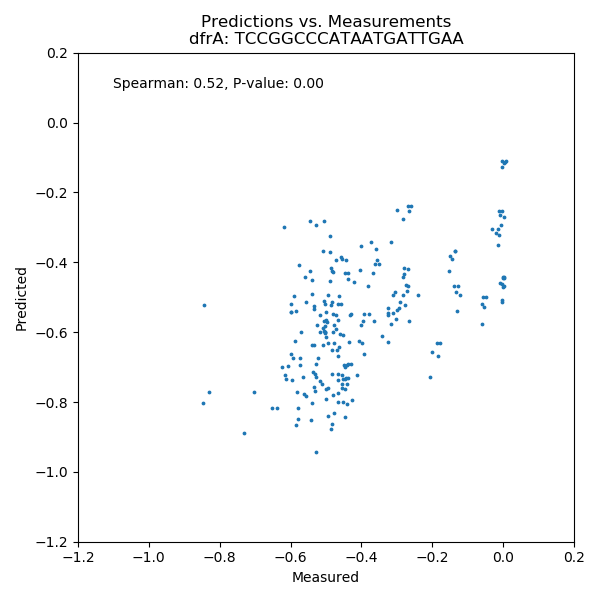 Predictions vs. Measurements
dfrA: TCCGGCCCATAATGATTGAA
Spearman: 0.52, P-value: 0.00
0.2
0.0
−0.2
−0.4
−0.6
−0.8
−1.0
−1.2
Predicted
−1.2 −1.0 −0.8 −0.6 −0.4 −0.2 0.0 0.2
Measured